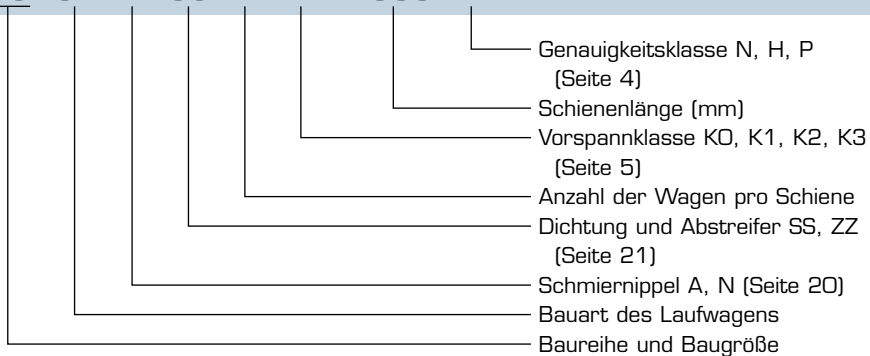 Genauigkeitsklasse N, H, P
(Seite 4)
Schienenlänge (mm)
Vorspannklasse K0, K1, K2, K3
(Seite 5)
Anzahl der Wagen pro Schiene
Dichtung und Abstreifer SS, ZZ
(Seite 21)
Schmiernippel A, N (Seite 20)
Bauart des Laufwagens
Baureihe und Baugröße